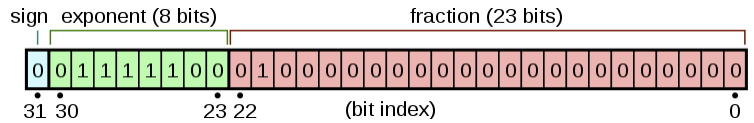 sign exponent (8 bits) fraction (23 bits)
0 0 1 1 1 1 1 0 0 0 1 0 0 0 0 0 0 0 0 0 0 0 0 0 0 0 0 0 0 0 0 0
31 30 23 22 (bit index) 0